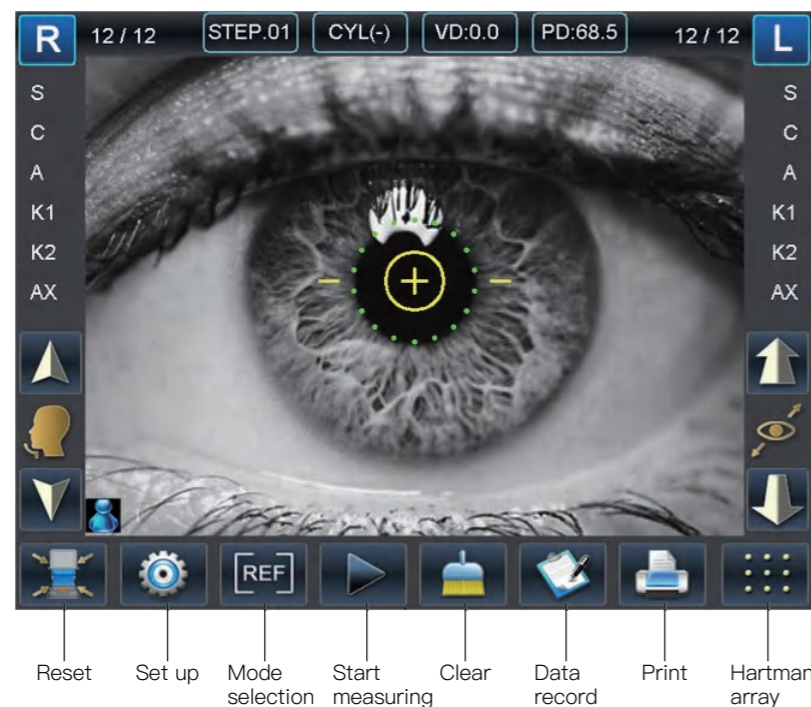 R 12 / 12 STEP.01 CYL(-) VD:0.0 PD:68.5 12 / 12 L
S S
C C
A A
K1 K1
K2 K2
AX AX
[REF]
Reset Set up Mode Start Clear Data Print Hartman
selection measuring record array